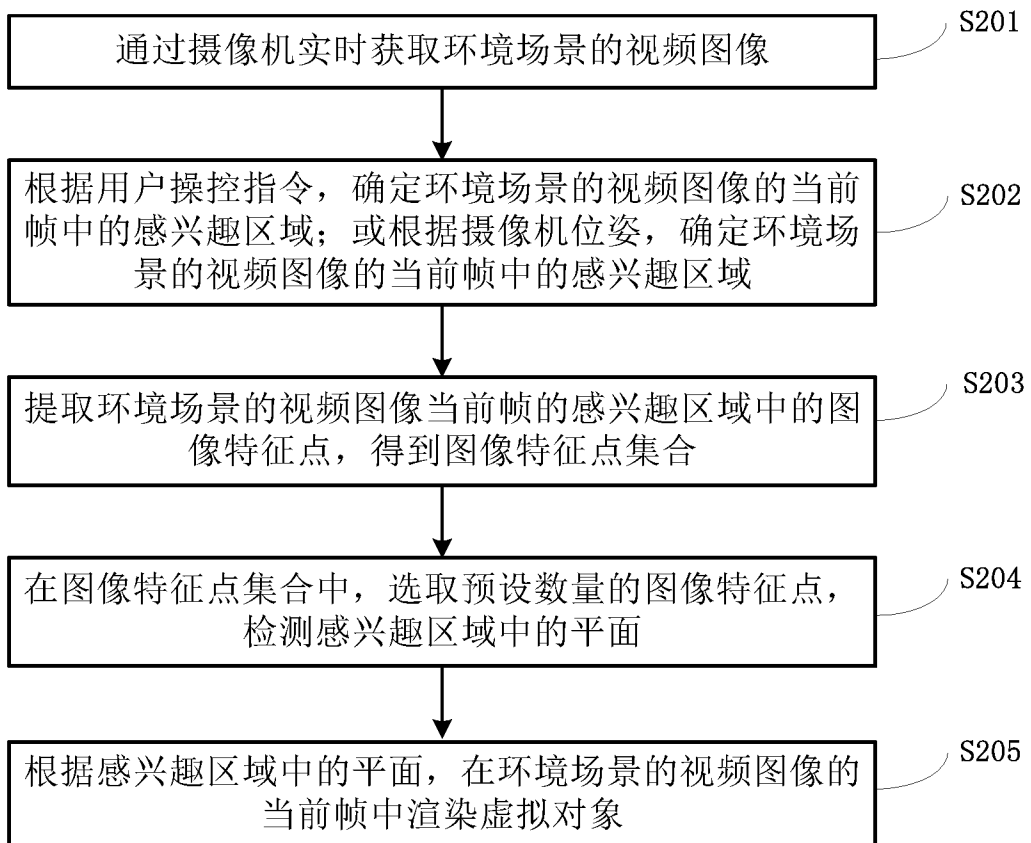 通过摄像机实时获取环境场景的视频图像
S201
根据用户操控指令，确定环境场景的视频图像的当前
帧中的感兴趣区域；或根据摄像机位姿，确定环境场
景的视频图像的当前帧中的感兴趣区域
S202
提取环境场景的视频图像当前帧的感兴趣区域中的图
像特征点，得到图像特征点集合
S203
在图像特征点集合中，选取预设数量的图像特征点，
检测感兴趣区域中的平面
S204
根据感兴趣区域中的平面，在环境场景的视频图像的
当前帧中渲染虚拟对象
S205